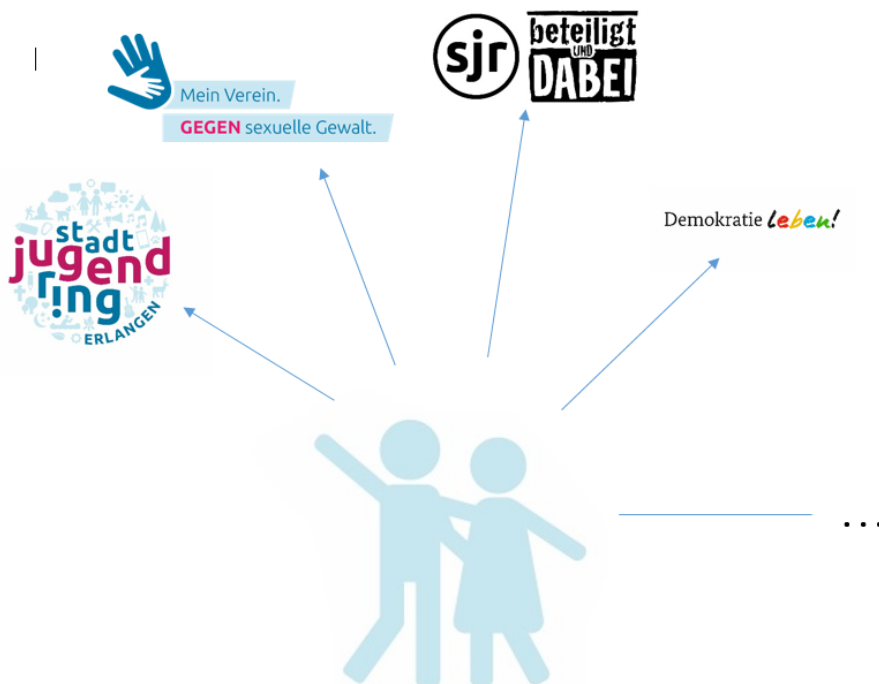 sjr
beteiligt
UND
DABEI
Mein Verein.
GEGEN sexuelle Gewalt.
Demokratie Leben!
stadt
jugend
ring
ERLANGEN
...